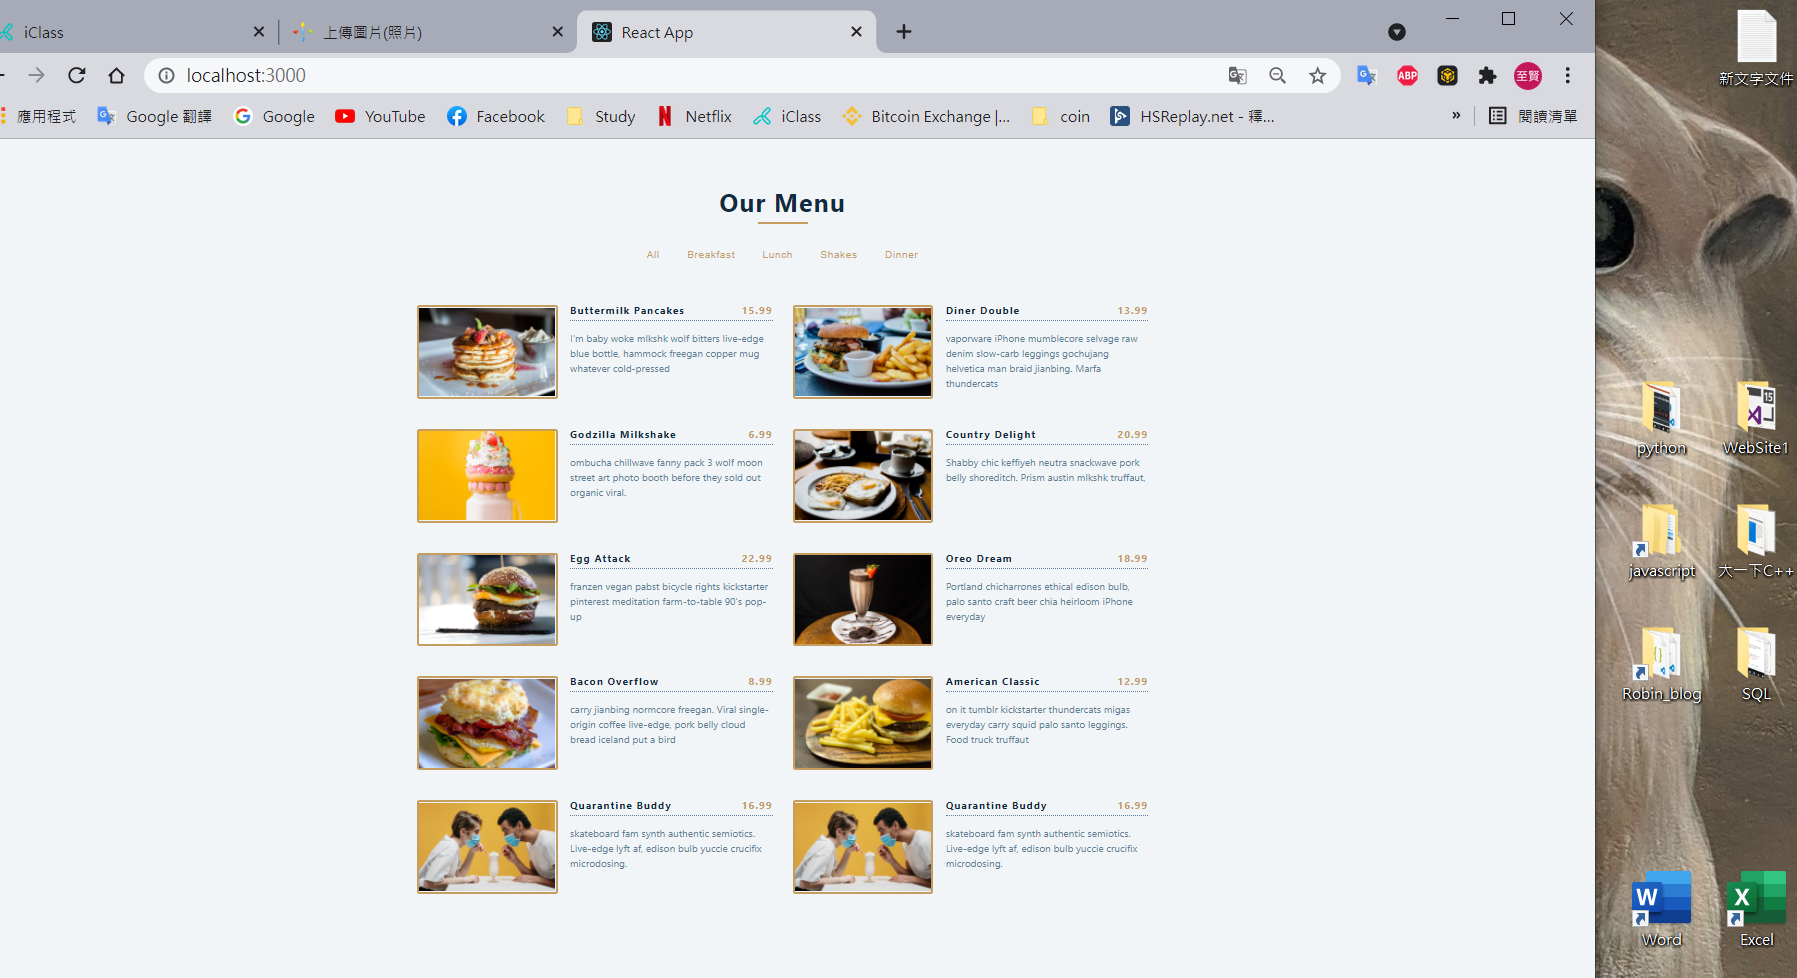 iClass
上傳圖片(照片)
React App
localhost:3000
ABP
至賢
應用程式
Google 翻譯
Google
YouTube
Facebook
Study
Netflix
iClass
Bitcoin Exchange |...
coin
HSReplay.net - 釋...
»
閱讀清單
Our Menu
All
Breakfast
Lunch
Shakes
Dinner
Buttermilk Pancakes
15.99
I'm baby woke mlkshk wolf bitters live-edge
blue bottle, hammock freegan copper mug
whatever cold-pressed
Diner Double
13.99
vaporware iPhone mumblecore selvage raw
denim slow-carb leggings gochujang
helvetica man braid jianbing. Marfa
thundercats
Godzilla Milkshake
6.99
ombucha chillwave fanny pack 3 wolf moon
street art photo booth before they sold out
organic viral.
Country Delight
20.99
Shabby chic keffiyeh neutra snackwave pork
belly shoreditch. Prism austin mlkshk truffaut,
Egg Attack
22.99
franzen vegan pabst bicycle rights kickstarter
pinterest meditation farm-to-table 90's pop-
up
Oreo Dream
18.99
Portland chicharrones ethical edison bulb,
palo santo craft beer chia heirloom iPhone
everyday
Bacon Overflow
8.99
carry jianbing normcore freegan. Viral single-
origin coffee live-edge, pork belly cloud
bread iceland put a bird
American Classic
12.99
on it tumblr kickstarter thundercats migas
everyday carry squid palo santo leggings.
Food truck truffaut
Quarantine Buddy
16.99
skateboard fam synth authentic semiotics.
Live-edge lyft af, edison bulb yuccie crucifix
microdosing.
Quarantine Buddy
16.99
skateboard fam synth authentic semiotics.
Live-edge lyft af, edison bulb yuccie crucifix
microdosing.
新文字文件
python
15
WebSite1
javascript
大一下C++
Robin_blog
SQL
W
Word
X
Excel